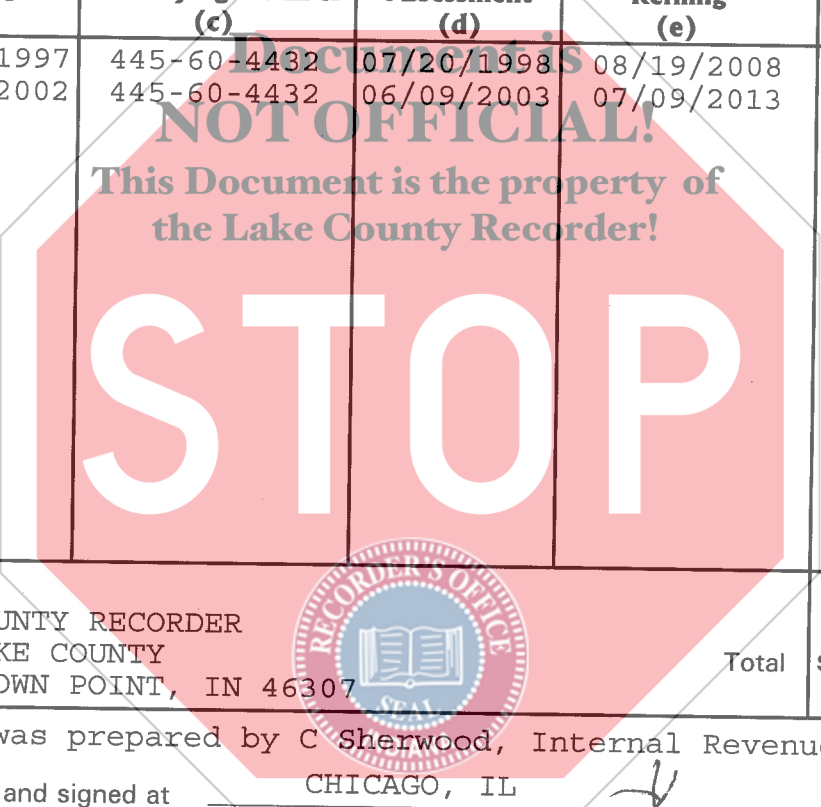 Assessment Refiling
(c) (d) (e)
1997 445-60-4432 07/20/1998 08/19/2008
2002 445-60-4432 06/09/2003 07/09/2013
Document is
NOT OFFICIAL!
This Document is the property of
the Lake County Recorder!
STOP
RECORDER'S OFFICE
SEAL
INDIANA
UNTY RECORDER
KE COUNTY
OWN POINT, IN 46307
Total
was prepared by C Sherwood, Internal Revenu
and signed at CHICAGO, IL